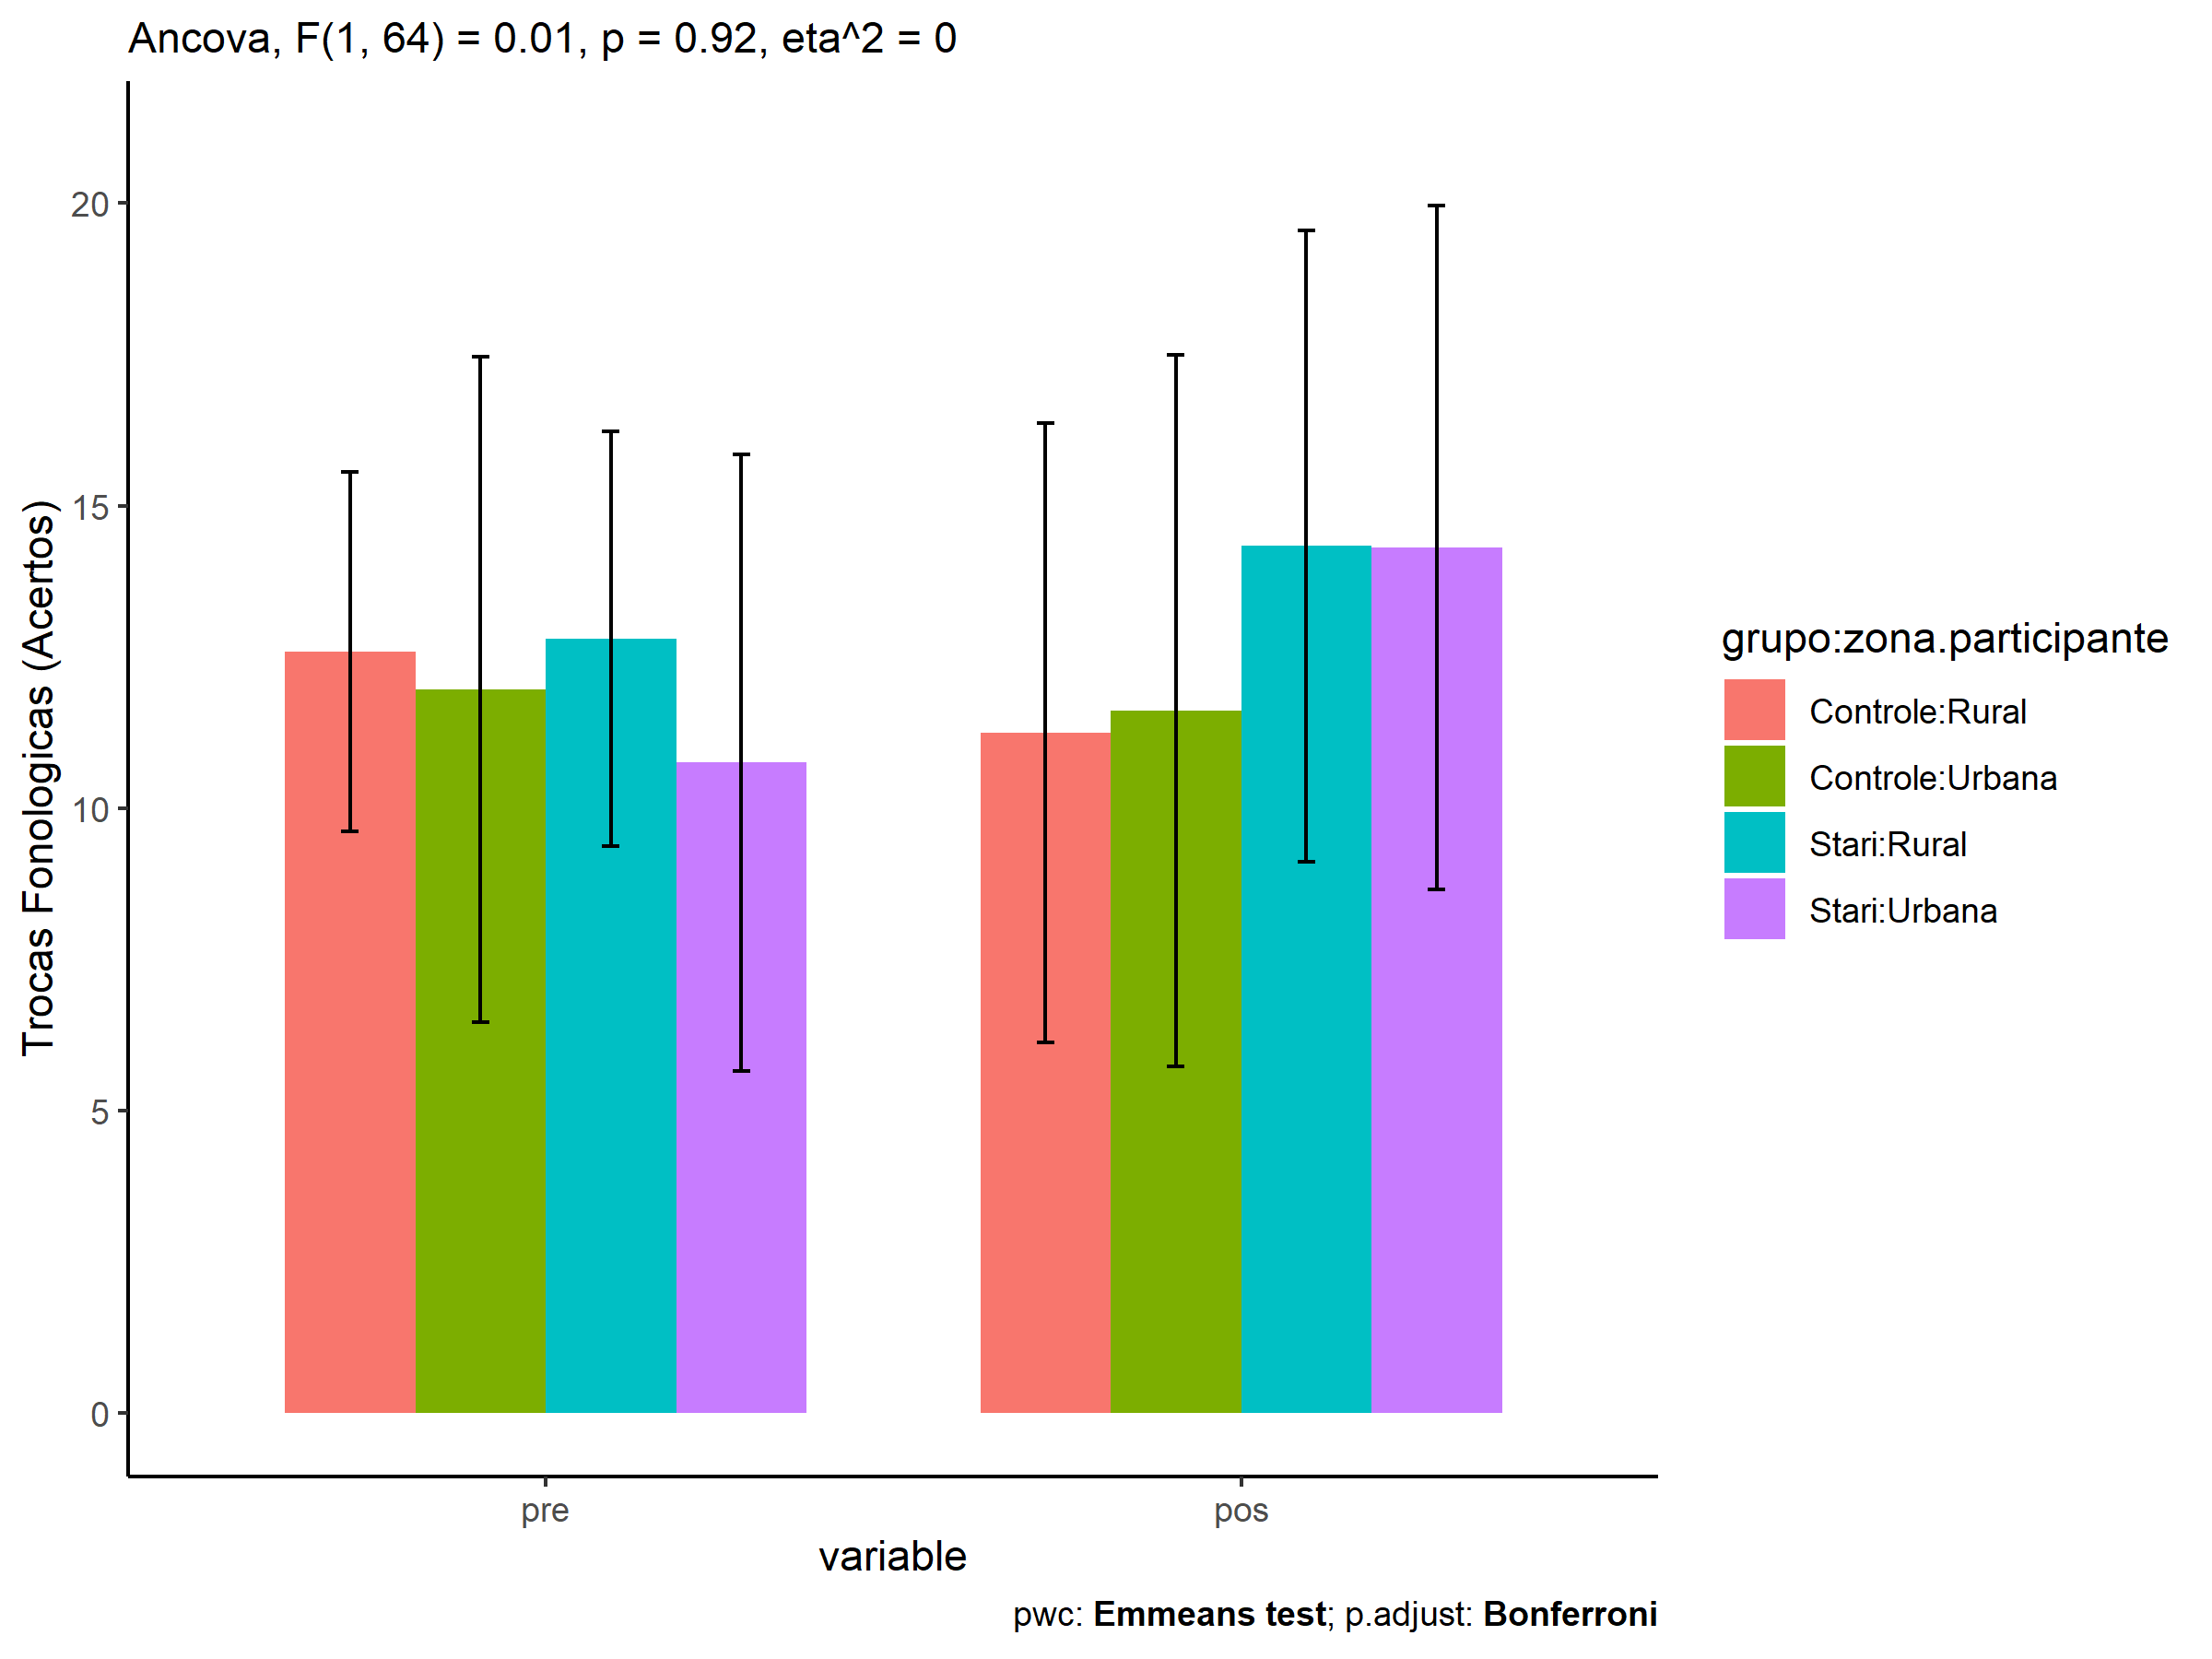 Ancova, F(1, 64) = 0.01, p = 0.92, eta^2 = 0
Trocas Fonologicas (Acertos)
20
15
10
5
0
pre
pos
variable
grupo:zona.participante
Controle:Rural
Controle:Urbana
Stari:Rural
Stari:Urbana
pwc: Emmeans test; p.adjust: Bonferroni